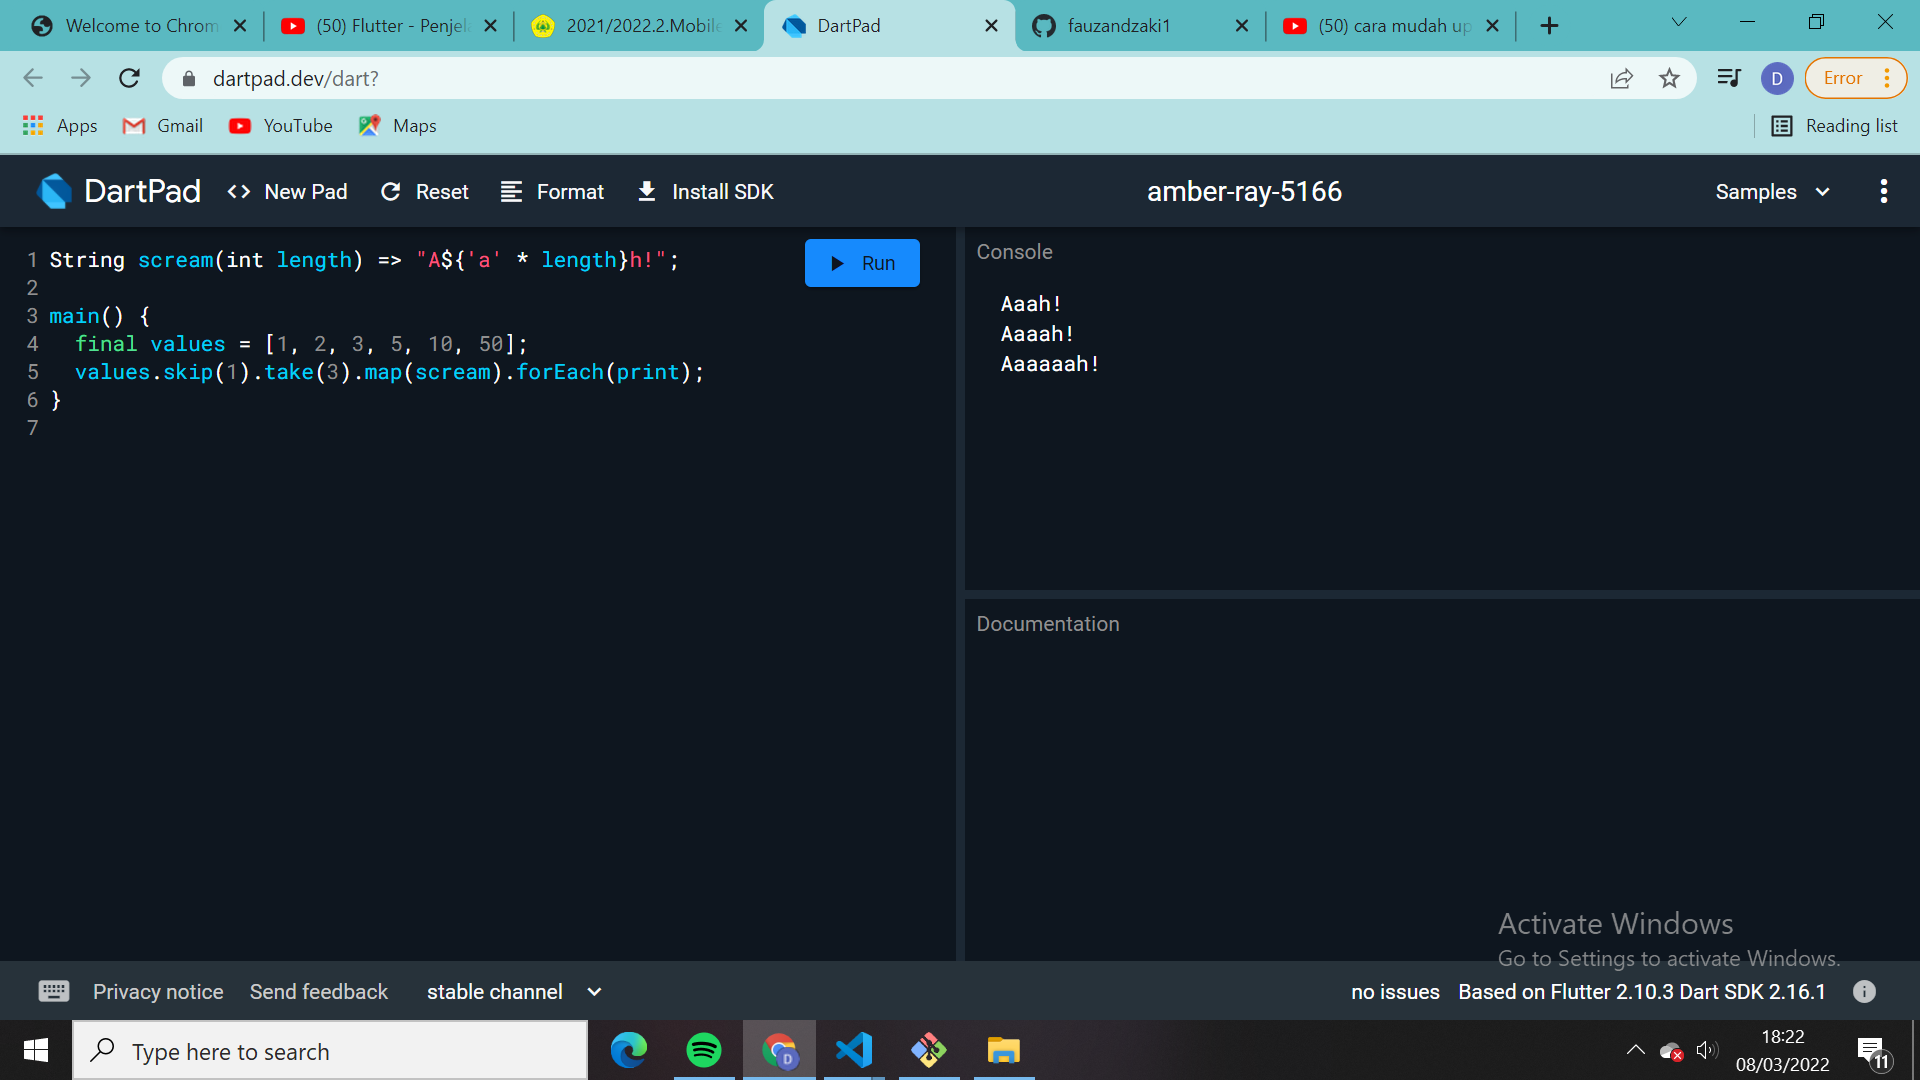 Welcome to Chrom
(50) Flutter - Penjela
2021/2022.2.Mobile
DartPad
fauzandzaki1
(50) cara mudah up
dartpad.dev/dart?
D
Error
Apps
Gmail
YouTube
Maps
Reading list
DartPad
<> New Pad
Reset
Format
Install SDK
amber-ray-5166
Samples
1 String scream(int length) => "A${'a' * length}h!";
2
3 main() {
4   final values = [1, 2, 3, 5, 10, 50];
5   values.skip(1).take(3).map(scream).forEach(print);
6 }
7
Run
Console
Aaah!
Aaaah!
Aaaaaah!
Documentation
Activate Windows
Go to Settings to activate Windows.
Privacy notice
Send feedback
stable channel
no issues
Based on Flutter 2.10.3 Dart SDK 2.16.1
Type here to search
D
18:22
08/03/2022
11